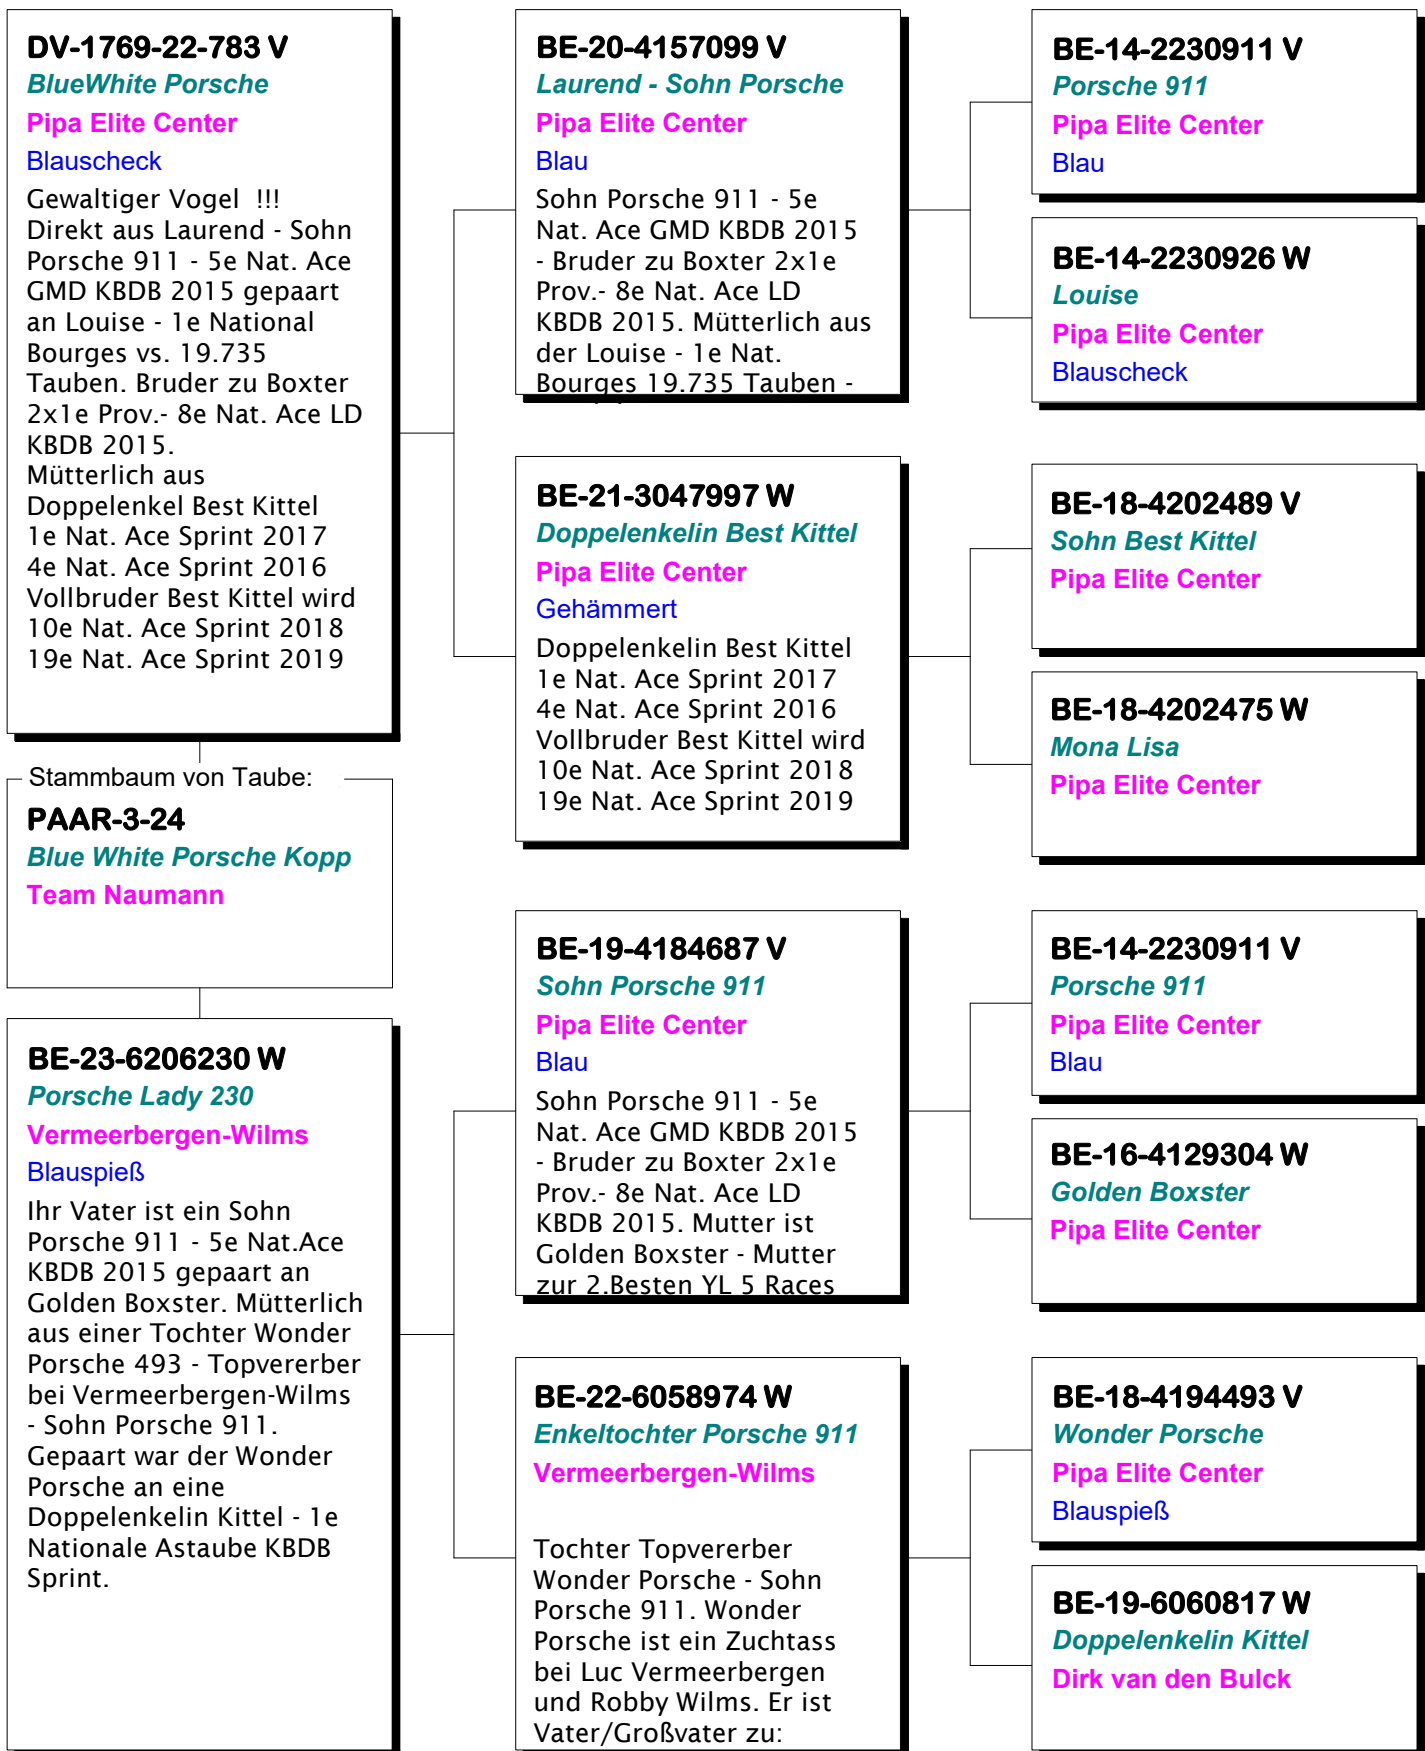 DV-1769-22-783 V
BlueWhite Porsche
Pipa Elite Center
Blauscheck
Gewaltiger Vogel !!!
Direkt aus Laurend - Sohn
Porsche 911 - 5e Nat. Ace
GMD KBDB 2015 gepaart
an Louise - 1e National
Bourges vs. 19.735
Tauben. Bruder zu Boxter
2x1e Prov.- 8e Nat. Ace LD
KBDB 2015.
Mütterlich aus
Doppelenkel Best Kittel
1e Nat. Ace Sprint 2017
4e Nat. Ace Sprint 2016
Vollbruder Best Kittel wird
10e Nat. Ace Sprint 2018
19e Nat. Ace Sprint 2019
Stammbaum von Taube:
PAAR-3-24
Blue White Porsche Kopp
Team Naumann
BE-23-6206230 W
Porsche Lady 230
Vermeerbergen-Wilms
Blauspieß
Ihr Vater ist ein Sohn
Porsche 911 - 5e Nat.Ace
KBDB 2015 gepaart an
Golden Boxster. Mütterlich
aus einer Tochter Wonder
Porsche 493 - Topvererber
bei Vermeerbergen-Wilms
- Sohn Porsche 911.
Gepaart war der Wonder
Porsche an eine
Doppelenkelin Kittel - 1e
Nationale Astaube KBDB
Sprint.
BE-20-4157099 V
Laurend - Sohn Porsche
Pipa Elite Center
Blau
Sohn Porsche 911 - 5e
Nat. Ace GMD KBDB 2015
- Bruder zu Boxter 2x1e
Prov.- 8e Nat. Ace LD
KBDB 2015. Mütterlich aus
der Louise - 1e Nat.
Bourges 19.735 Tauben -
BE-21-3047997 W
Doppelenkelin Best Kittel
Pipa Elite Center
Gehämmert
Doppelenkelin Best Kittel
1e Nat. Ace Sprint 2017
4e Nat. Ace Sprint 2016
Vollbruder Best Kittel wird
10e Nat. Ace Sprint 2018
19e Nat. Ace Sprint 2019
BE-19-4184687 V
Sohn Porsche 911
Pipa Elite Center
Blau
Sohn Porsche 911 - 5e
Nat. Ace GMD KBDB 2015
- Bruder zu Boxter 2x1e
Prov.- 8e Nat. Ace LD
KBDB 2015. Mutter ist
Golden Boxster - Mutter
zur 2.Besten YL 5 Races
BE-22-6058974 W
Enkeltochter Porsche 911
Vermeerbergen-Wilms
Tochter Topvererber
Wonder Porsche - Sohn
Porsche 911. Wonder
Porsche ist ein Zuchtass
bei Luc Vermeerbergen
und Robby Wilms. Er ist
Vater/Großvater zu:
BE-14-2230911 V
Porsche 911
Pipa Elite Center
Blau
BE-14-2230926 W
Louise
Pipa Elite Center
Blauscheck
BE-18-4202489 V
Sohn Best Kittel
Pipa Elite Center
BE-18-4202475 W
Mona Lisa
Pipa Elite Center
BE-14-2230911 V
Porsche 911
Pipa Elite Center
Blau
BE-16-4129304 W
Golden Boxster
Pipa Elite Center
BE-18-4194493 V
Wonder Porsche
Pipa Elite Center
Blauspieß
BE-19-6060817 W
Doppelenkelin Kittel
Dirk van den Bulck